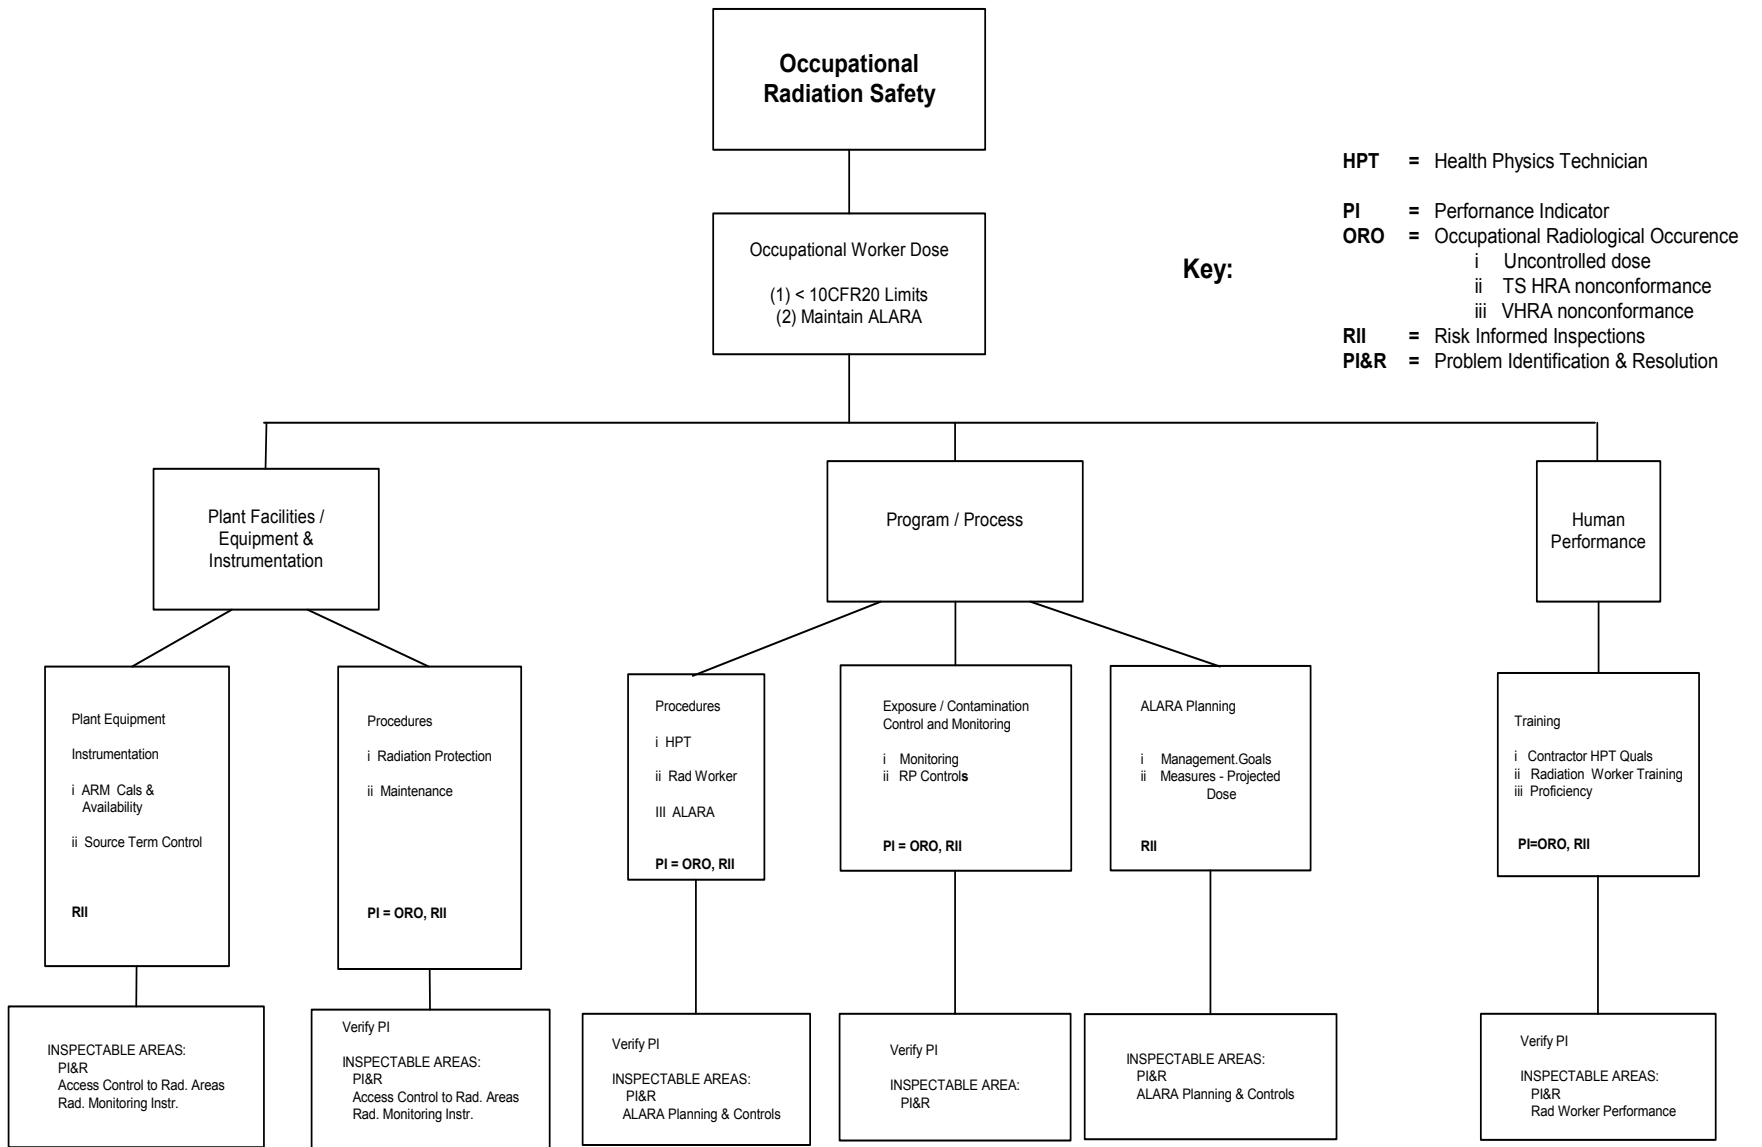 Occupational
Radiation Safety
HPT = Health Physics Technician
PI = Perfornance Indicator
ORO = Occupational Radiological Occurence
i Uncontrolled dose
ii TS HRA nonconformance
iii VHRA nonconformance
RII = Risk Informed Inspections
PI&R = Problem Identification & Resolution
Key:
Occupational Worker Dose
(1) < 10CFR20 Limits
(2) Maintain ALARA
Plant Facilities /
Equipment &
Instrumentation
Program / Process
Human
Performance
Plant Equipment
Instrumentation
i ARM Cals &
Availability
ii Source Term Control
RII
Procedures
i Radiation Protection
ii Maintenance
PI = ORO, RII
Procedures
i HPT
ii Rad Worker
III ALARA
PI = ORO, RII
Exposure / Contamination
Control and Monitoring
i Monitoring
ii RP Controls
PI = ORO, RII
ALARA Planning
i Management.Goals
ii Measures - Projected
Dose
RII
Training
i Contractor HPT Quals
ii Radiation Worker Training
iii Proficiency
PI=ORO, RII
INSPECTABLE AREAS:
PI&R
Access Control to Rad. Areas
Rad. Monitoring Instr.
Verify PI
INSPECTABLE AREAS:
PI&R
Access Control to Rad. Areas
Rad. Monitoring Instr.
Verify PI
INSPECTABLE AREAS:
PI&R
ALARA Planning & Controls
Verify PI
INSPECTABLE AREA:
PI&R
INSPECTABLE AREAS:
PI&R
ALARA Planning & Controls
Verify PI
INSPECTABLE AREAS:
PI&R
Rad Worker Performance